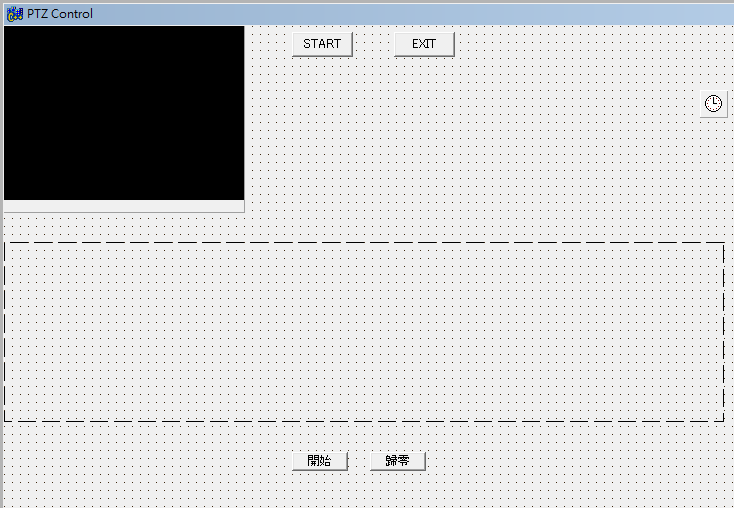 PTZ Control
START
EXIT
開始
歸零